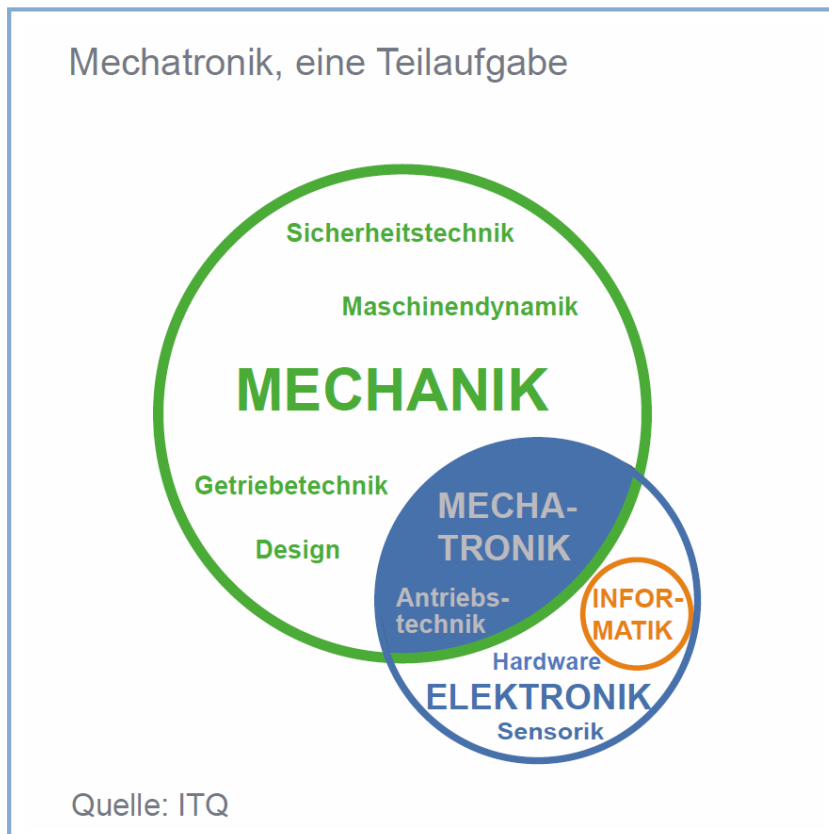 Mechatronik, eine Teilaufgabe
Sicherheitstechnik
Maschinendynamik
MECHANIK
Getriebetechnik
Design
MECHA-
TRONIK
Antriebs-
technik
INFOR-
MATIK
Hardware
ELEKTRONIK
Sensorik
Quelle: ITQ